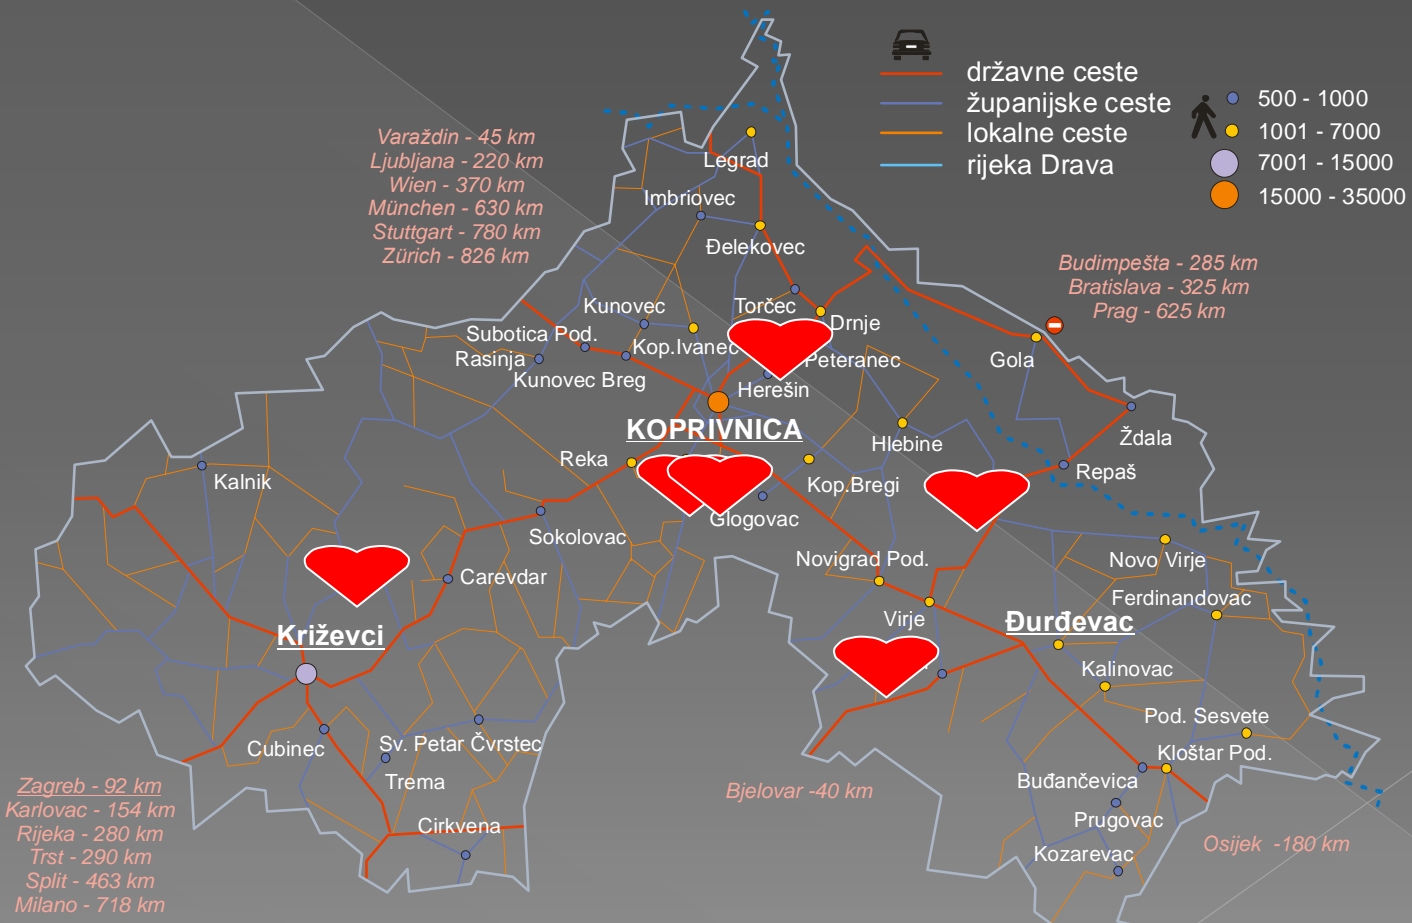 državne ceste
županijske ceste
lokalne ceste
rijeka Drava
500 - 1000
1001 - 7000
7001 - 15000
15000 - 35000
Varaždin - 45 km
Ljubljana - 220 km
Wien - 370 km
München - 630 km
Stuttgart - 780 km
Zürich - 826 km
Budimpešta - 285 km
Bratislava - 325 km
Prag - 625 km
Legrad
Imbriovec
Đelekovec
Kunovec
Torčec
Drnje
Subotica Pod.
Rasinja
Kop.Ivanec
Peteranec
Gola
Kunovec Breg
Herešin
KOPRIVNICA
Hlebine
Ždala
Reka
Repaš
Kalnik
Kop.Bregi
Glogovac
Sokolovac
Novigrad Pod.
Novo Virje
Carevdar
Ferdinandovac
Virje
Đurđevac
Križevci
Kalinovac
Pod. Sesvete
Cubinec
Sv. Petar Čvrstec
Kloštar Pod.
Trema
Buđančevica
Prugovac
Cirkvena
Kozarevac
Zagreb - 92 km
Karlovac - 154 km
Rijeka - 280 km
Trst - 290 km
Split - 463 km
Milano - 718 km
Bjelovar -40 km
Osijek -180 km